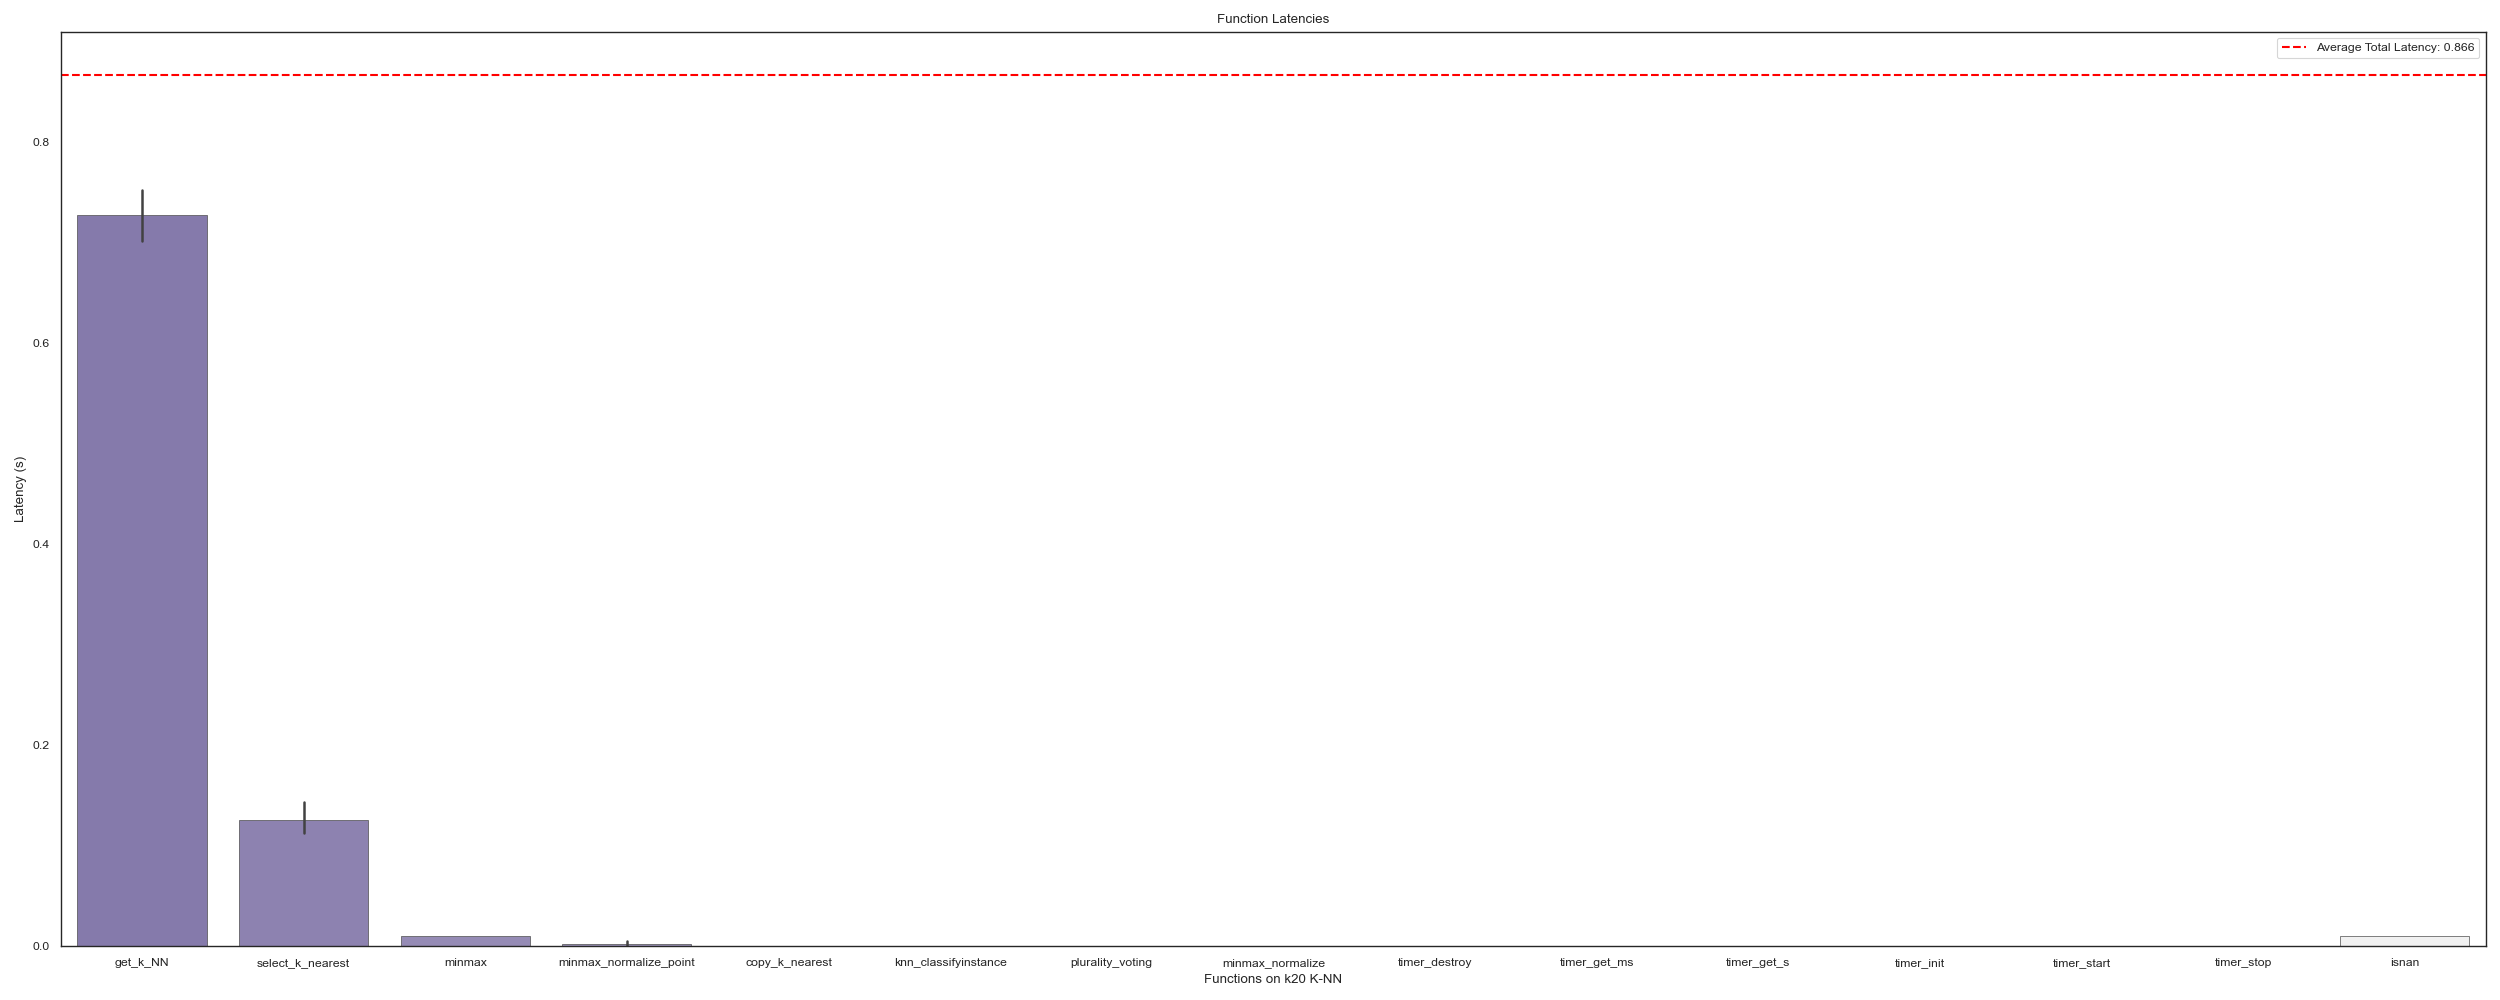 Function Latencies
Average Total Latency: 0.866
0.8
0.6
0.4
0.2
0.0
Latency (s)
get_k_NN select_k_nearest minmax minmax_normalize_point copy_k_nearest knn_classifyinstance plurality_voting minmax_normalize timer_destroy timer_get_ms timer_get_s timer_init timer_start timer_stop isnan
Functions on k20 K-NN